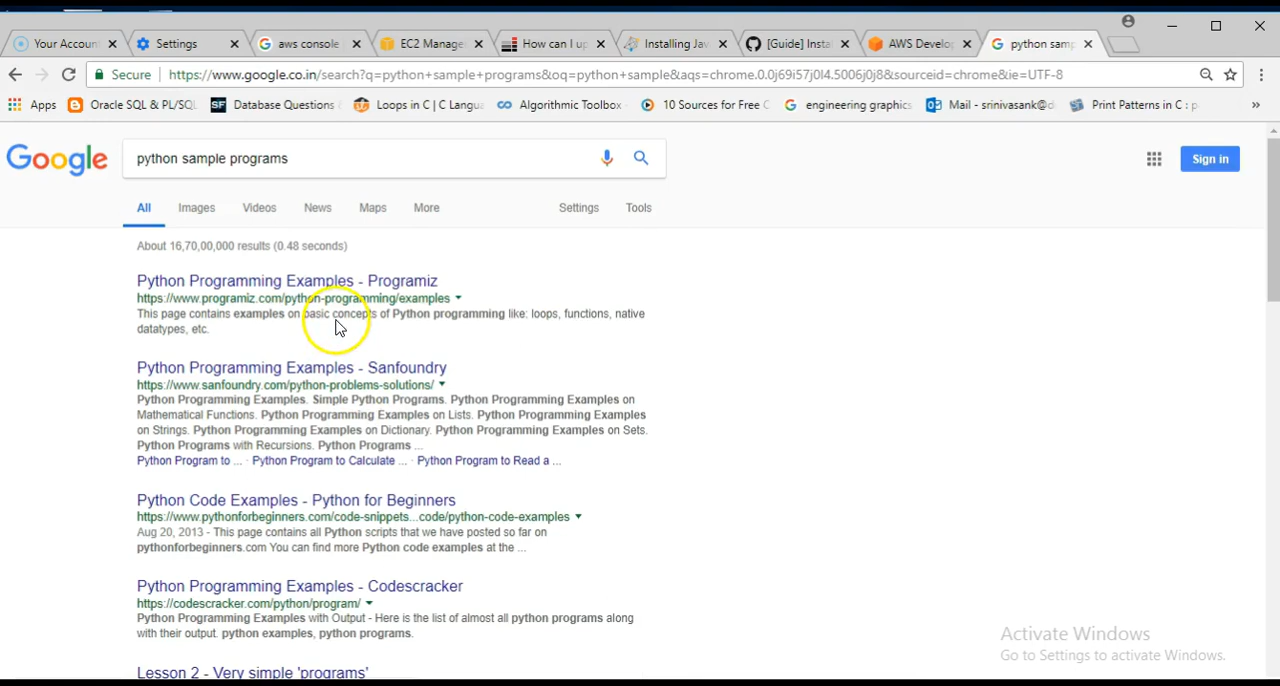 Your Accoun
Settings
aws console
EC2 Manage
How can I up
Installing Jav
[Guide] Insta
AWS Develo
python sam
Secure
https://www.google.co.in/search?q=python+sample+programs&oq=python+sample&aqs=chrome.0.0j69i57j0l4.5006j0j8&sourceid=chrome&ie=UTF-8
Apps
Oracle SQL & PL/SQL
Database Questions
Loops in C | C Langu
Algorithmic Toolbox
10 Sources for Free
engineering graphics
Mail - srinivasank@d
Print Patterns in C : p
Google
python sample programs
Sign in
All
Images
Videos
News
Maps
More
Settings
Tools
About 16,70,00,000 results (0.48 seconds)
Python Programming Examples - Programiz
https://www.programiz.com/python-programming/examples
This page contains examples on basic concepts of Python programming like: loops, functions, native
datatypes, etc.
Python Programming Examples - Sanfoundry
https://www.sanfoundry.com/python-problems-solutions/
Python Programming Examples. Simple Python Programs. Python Programming Examples on
Mathematical Functions. Python Programming Examples on Lists. Python Programming Examples
on Strings. Python Programming Examples on Dictionary. Python Programming Examples on Sets.
Python Programs with Recursions. Python Programs ...
Python Program to ... · Python Program to Calculate ... · Python Program to Read a ...
Python Code Examples - Python for Beginners
https://www.pythonforbeginners.com/code-snippets...code/python-code-examples
Aug 20, 2013 - This page contains all Python scripts that we have posted so far on
pythonforbeginners.com You can find more Python code examples at the ...
Python Programming Examples - Codescracker
https://codescracker.com/python/program/
Python Programming Examples with Output - Here is the list of almost all python programs along
with their output. python examples, python programs.
Lesson 2 - Very simple 'programs'
Activate Windows
Go to Settings to activate Windows.